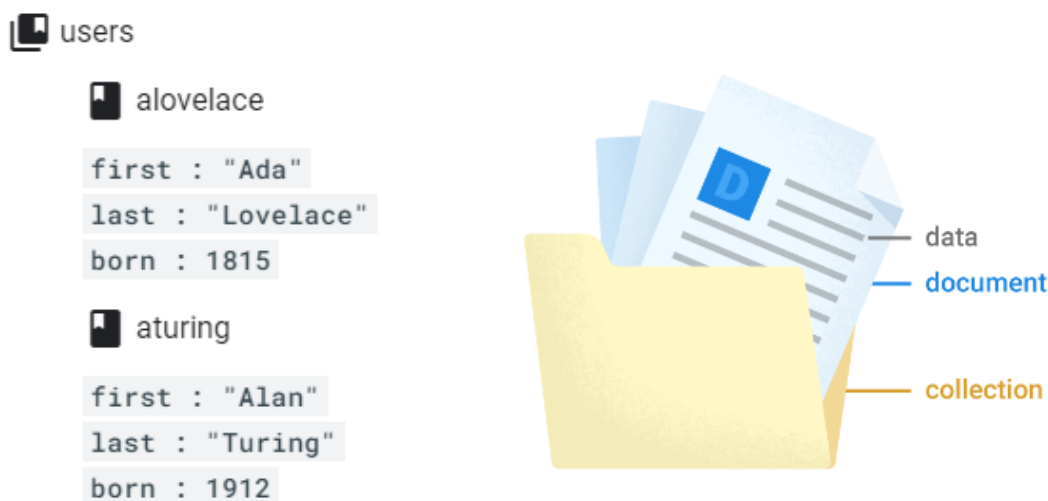 users
alovelace
first : "Ada"
last : "Lovelace"
born : 1815
aturing
first : "Alan"
last : "Turing"
born : 1912
D
data
document
collection